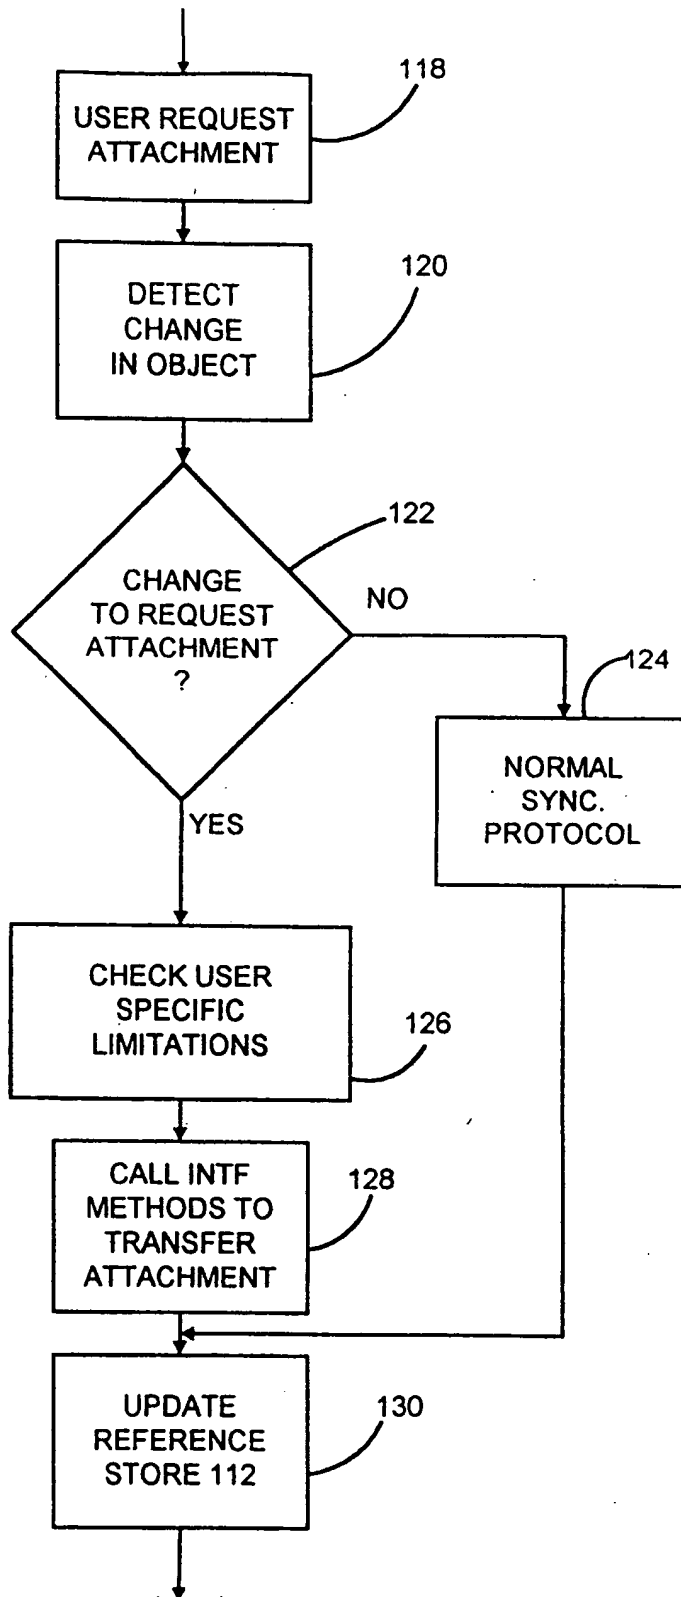 118
USER REQUEST
ATTACHMENT
120
DETECT
CHANGE
IN OBJECT
122
CHANGE
TO REQUEST
ATTACHMENT
?
NO
124
NORMAL
SYNC.
PROTOCOL
YES
CHECK USER
SPECIFIC
LIMITATIONS
126
CALL INTF
METHODS TO
TRANSFER
ATTACHMENT
128
UPDATE
REFERENCE
STORE 112
130